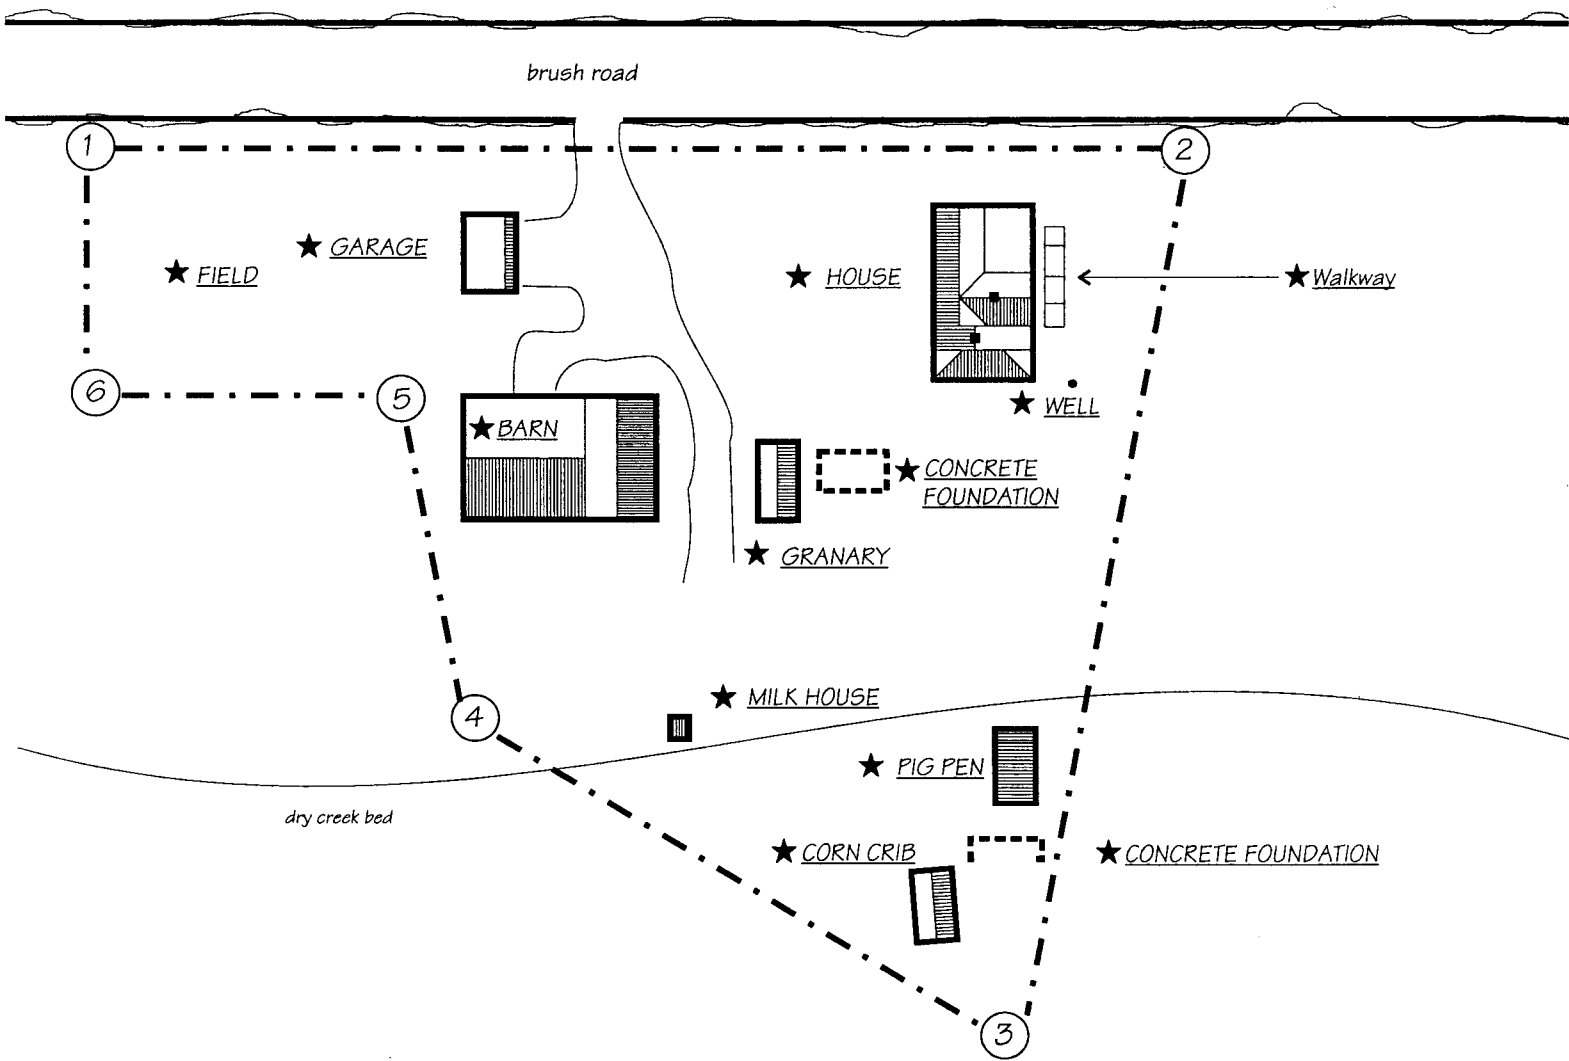 brush road
1
2
★ GARAGE
★ FIELD
★ HOUSE
★ Walkway
6
5
★ WELL
★ BARN
★ CONCRETE
FOUNDATION
★ GRANARY
★ MILK HOUSE
4
★ PIG PEN
dry creek bed
★ CORN CRIB
★ CONCRETE FOUNDATION
3